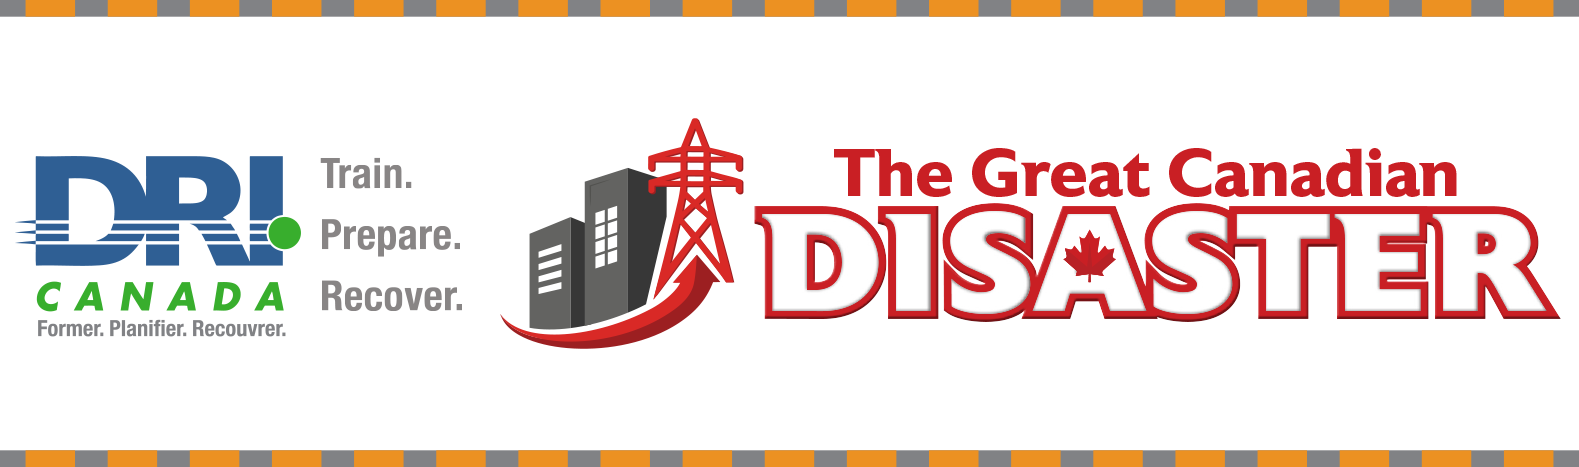 DRI
CANADA
Former. Planifier. Recouvrer.
Train.
Prepare.
Recover.
The Great Canadian
DISASTER